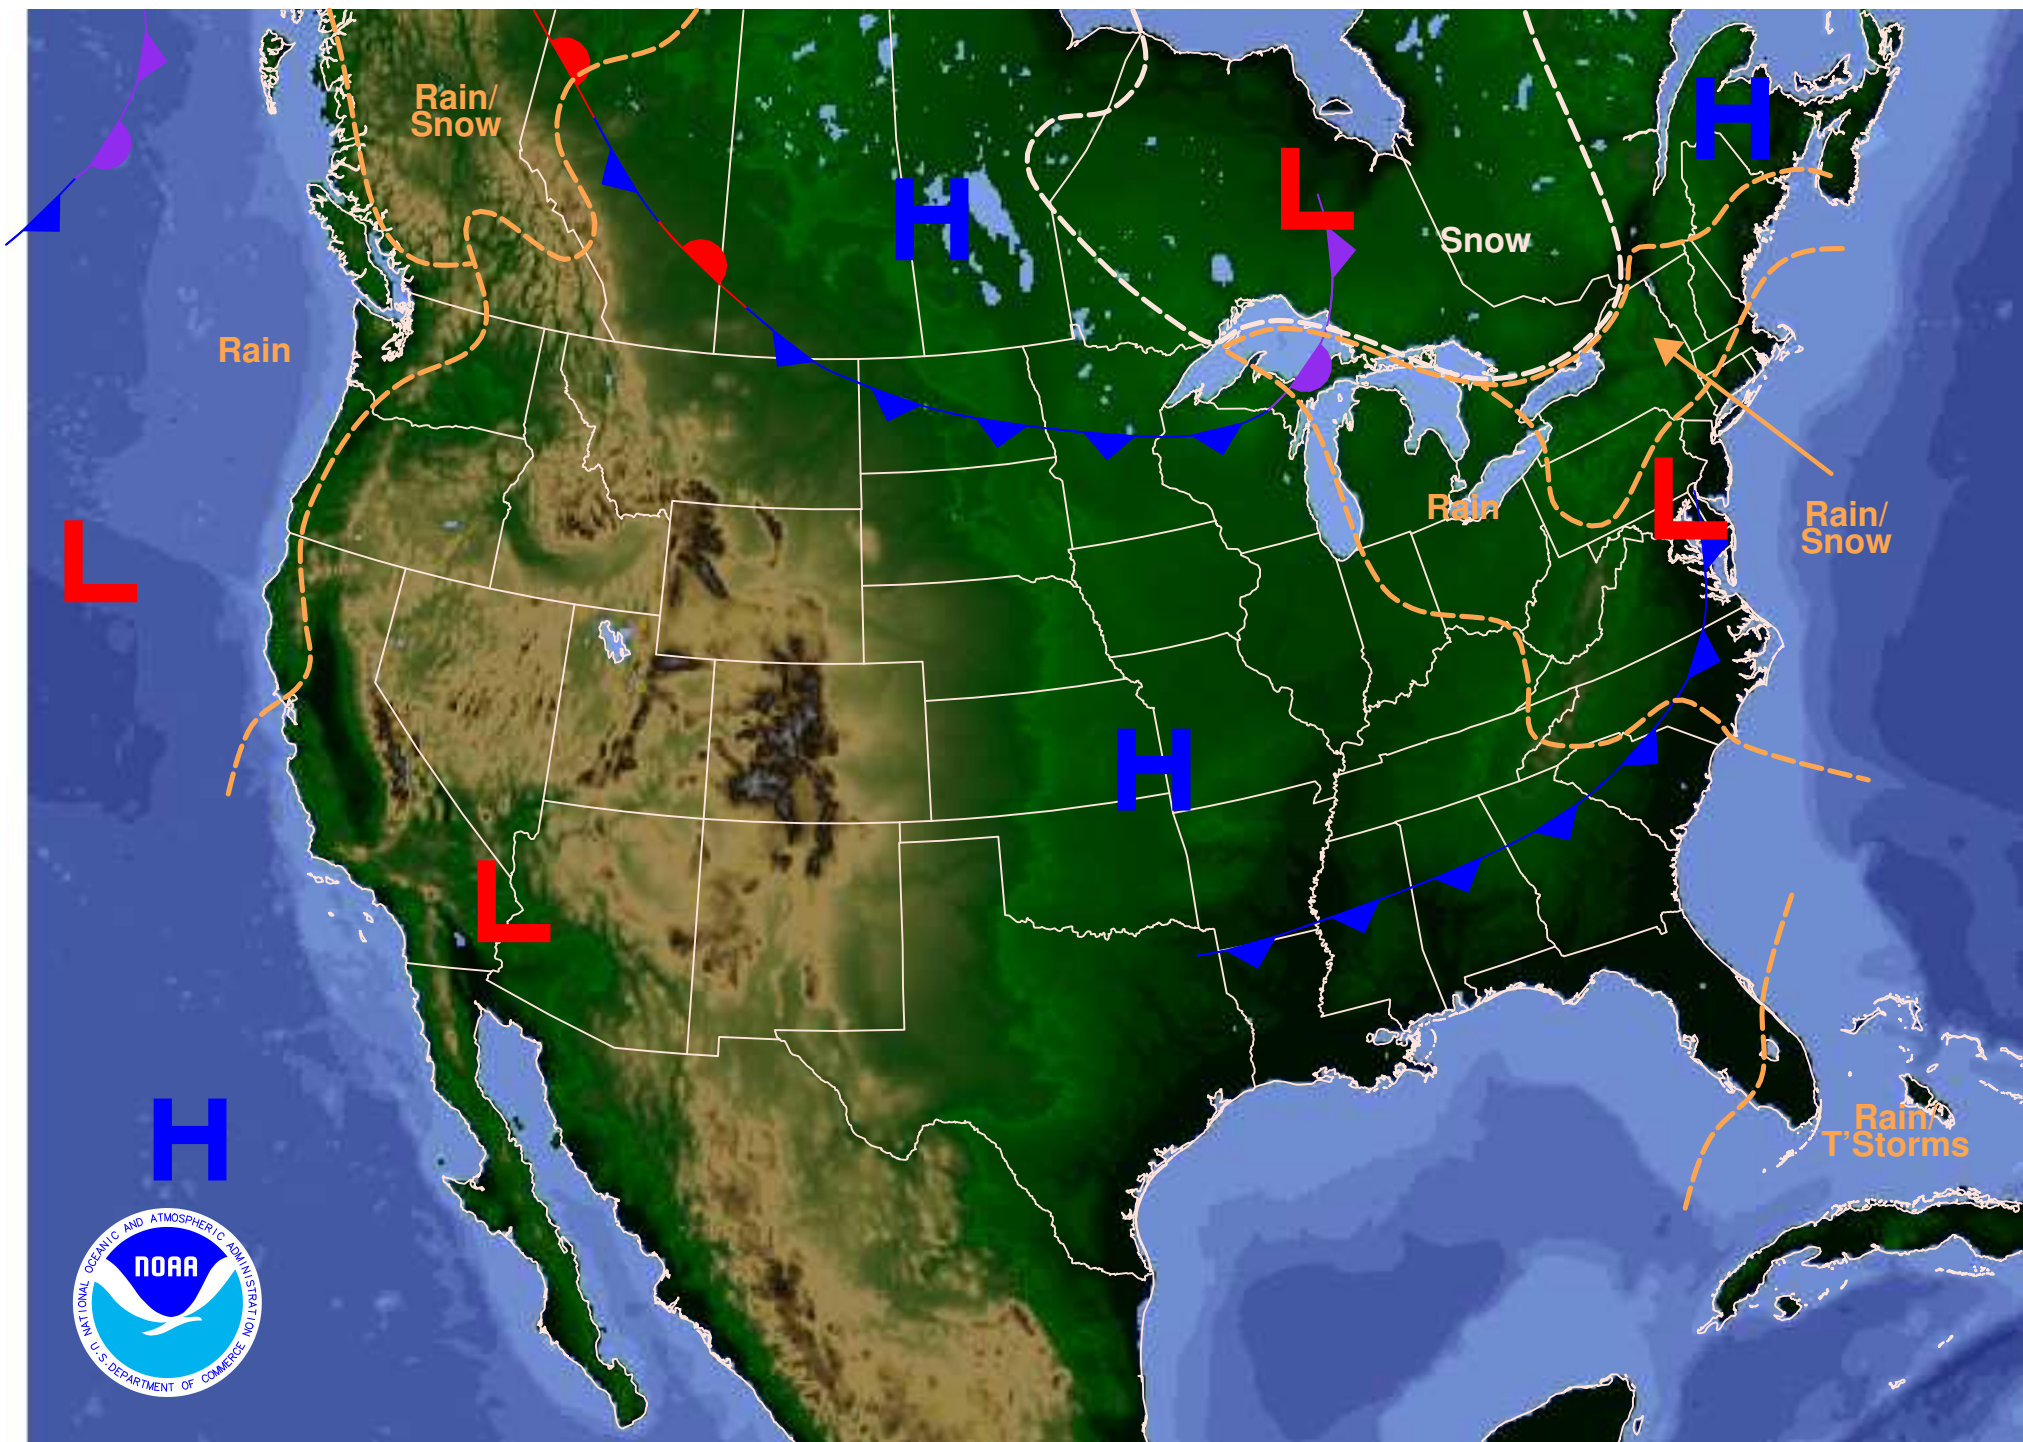 H
Rain/
Snow
L
H
Snow
Rain
L
Rain
L
Rain/
Snow
L
H
L
H
Rain/
T'Storms
NATIONAL OCEANIC AND ATMOSPHERIC ADMINISTRATION
NOAA
U.S. DEPARTMENT OF COMMERCE